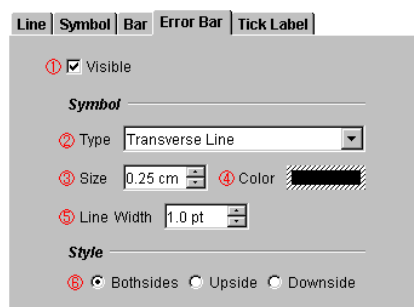 Line Symbol Bar Error Bar Tick Label
① Visible
Symbol
② Type Transverse Line
③ Size 0.25 cm ④ Color
⑤ Line Width 1.0 pt
Style
⑥ Bothsides Upside Downside